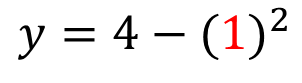 y = 4 − (1)²